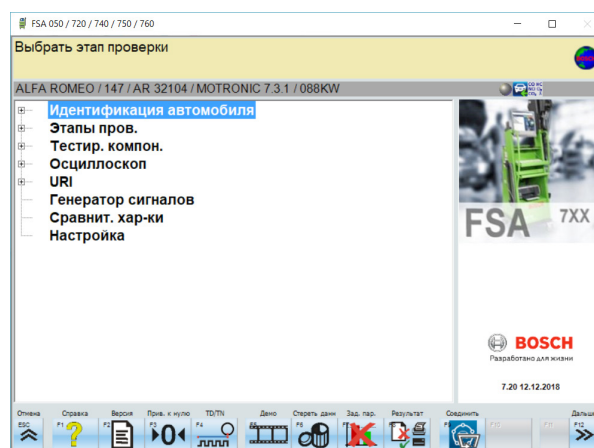 FSA 050 / 720 / 740 / 750 / 760
Выбрать этап проверки
ALFA ROMEO / 147 / AR 32104 / MOTRONIC 7.3.1 / 088KW
Идентификация автомобиля
Этапы пров.
Тестир. компон.
Осциллоскоп
URI
Генератор сигналов
Сравнит. хар-ки
Настройка
FSA 7XX
BOSCH
Разработано для жизни
7.20 12.12.2018
Отмена Справка Версия Прив. к нулю TD/TN Демо Стереть данн Зад. пар. Результат Соединить Дальше
ESC F1 F2 F3 F4 F6 F10 F11 F12